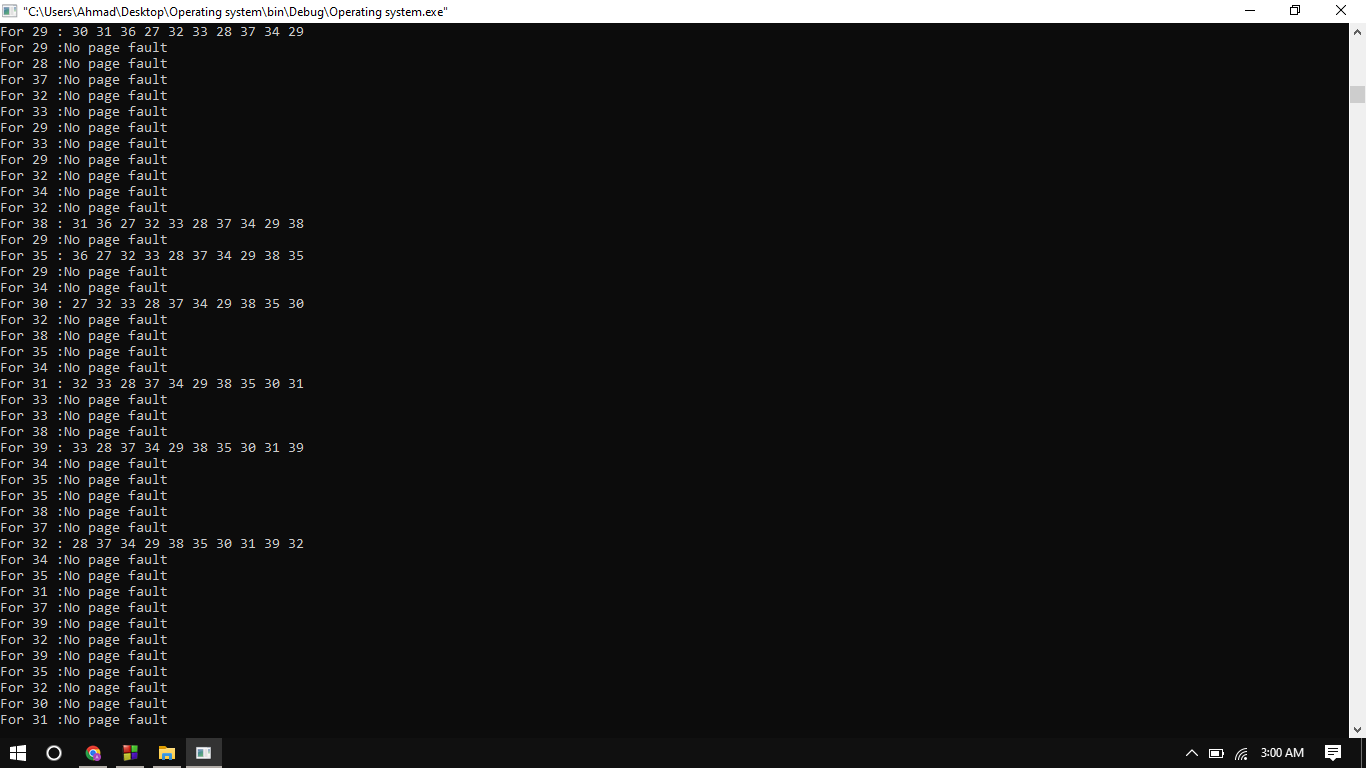 "C:\Users\Ahmad\Desktop\Operating system\bin\Debug\Operating system.exe"
For 29 : 30 31 36 27 32 33 28 37 34 29
For 29 :No page fault
For 28 :No page fault
For 37 :No page fault
For 32 :No page fault
For 33 :No page fault
For 29 :No page fault
For 33 :No page fault
For 29 :No page fault
For 32 :No page fault
For 34 :No page fault
For 32 :No page fault
For 38 : 31 36 27 32 33 28 37 34 29 38
For 29 :No page fault
For 35 : 36 27 32 33 28 37 34 29 38 35
For 29 :No page fault
For 34 :No page fault
For 30 : 27 32 33 28 37 34 29 38 35 30
For 32 :No page fault
For 38 :No page fault
For 35 :No page fault
For 34 :No page fault
For 31 : 32 33 28 37 34 29 38 35 30 31
For 33 :No page fault
For 33 :No page fault
For 38 :No page fault
For 39 : 33 28 37 34 29 38 35 30 31 39
For 34 :No page fault
For 35 :No page fault
For 35 :No page fault
For 38 :No page fault
For 37 :No page fault
For 32 : 28 37 34 29 38 35 30 31 39 32
For 34 :No page fault
For 35 :No page fault
For 31 :No page fault
For 37 :No page fault
For 39 :No page fault
For 32 :No page fault
For 39 :No page fault
For 35 :No page fault
For 32 :No page fault
For 30 :No page fault
For 31 :No page fault
3:00 AM